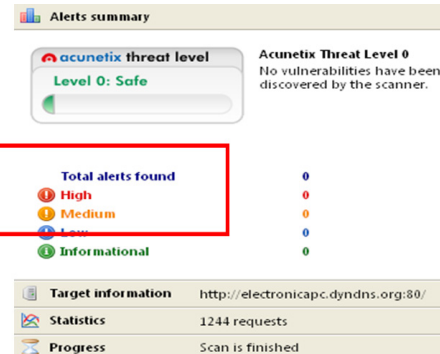 Alerts summary
acunetix threat level
Level 0: Safe
Acunetix Threat Level 0
No vulnerabilities have been
discovered by the scanner.
Total alerts found 0
High 0
Medium 0
Low 0
Informational 0
Target information http://electronicapc.dyndns.org:80/
Statistics 1244 requests
Progress Scan is finished